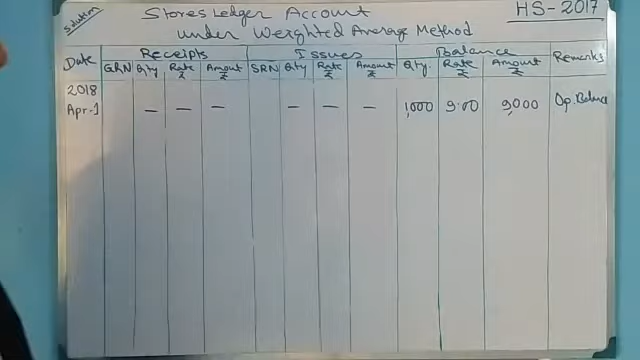 Solution
HS-2017
Stores Ledger Account
under Weighted Average Method
Date Receipts Issues Balance Remarks
GRN Qty Rate ₹ Amount ₹ SRN Qty Rate ₹ Amount ₹ Qty. Rate ₹ Amount ₹
2018
Apr-1 — — — — — — 1,000 9.00 9,000 Op. Balance